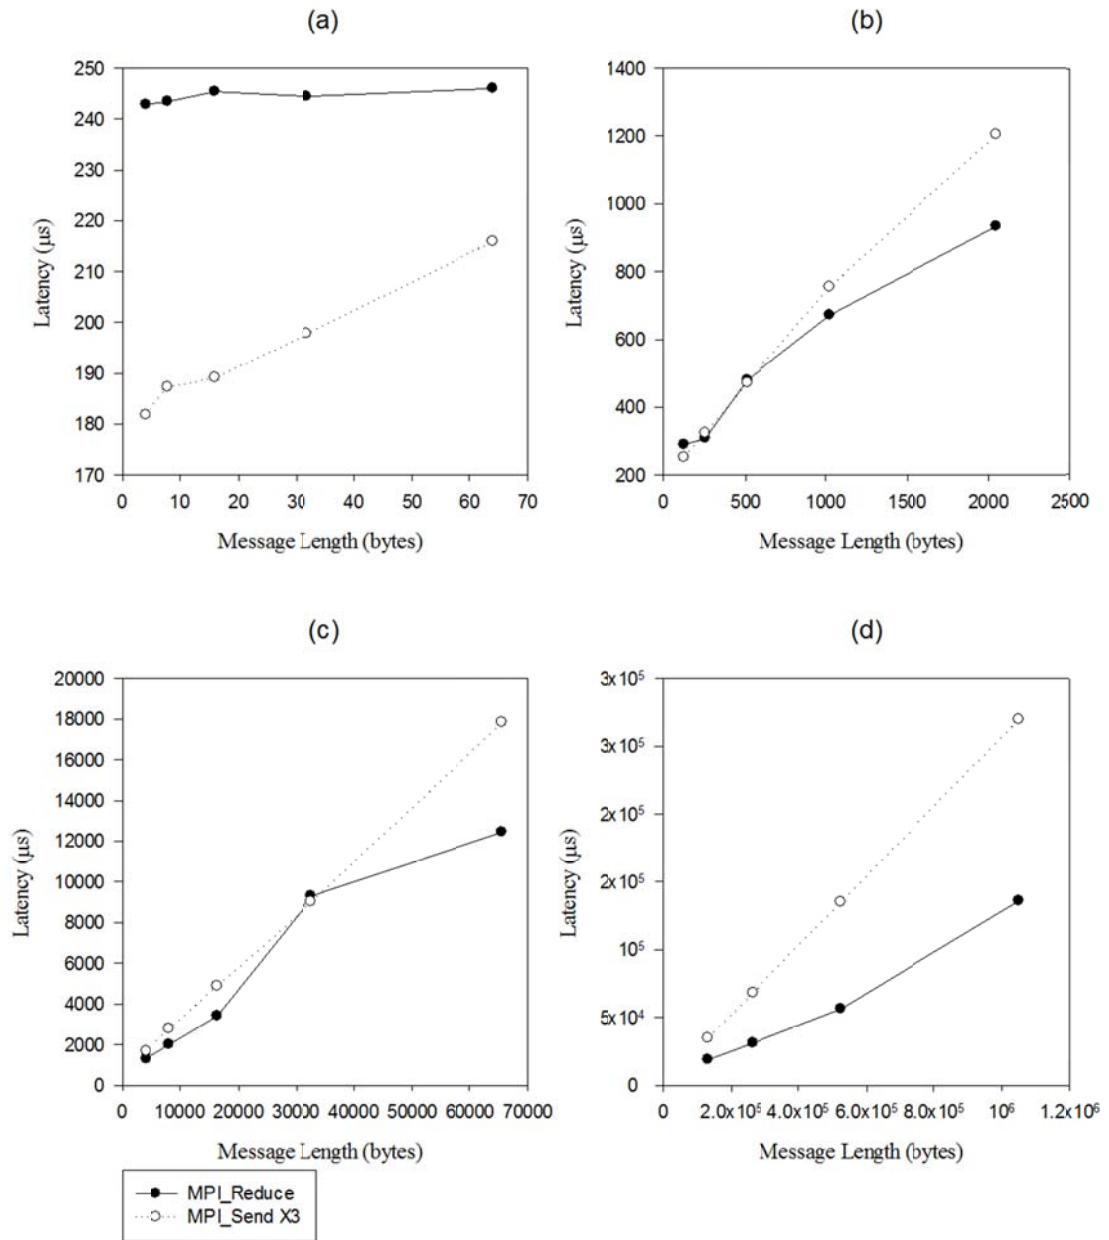 (a)
250
240
230
220
210
200
190
180
170
Latency (μs)
0 10 20 30 40 50 60 70
Message Length (bytes)
(b)
1400
1200
1000
800
600
400
200
Latency (μs)
0 500 1000 1500 2000 2500
Message Length (bytes)
(c)
20000
18000
16000
14000
12000
10000
8000
6000
4000
2000
0
Latency (μs)
0 10000 20000 30000 40000 50000 60000 70000
Message Length (bytes)
(d)
3x10⁵
3x10⁵
2x10⁵
2x10⁵
10⁵
5x10⁴
0
Latency (μs)
0 2.0x10⁵ 4.0x10⁵ 6.0x10⁵ 8.0x10⁵ 10⁶ 1.2x10⁶
Message Length (bytes)
MPI_Reduce
MPI_Send X3